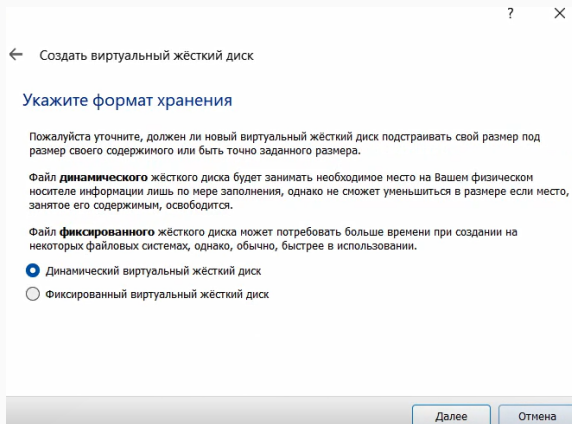 ?
Создать виртуальный жёсткий диск
Укажите формат хранения
Пожалуйста уточните, должен ли новый виртуальный жёсткий диск подстраивать свой размер под
размер своего содержимого или быть точно заданного размера.
Файл динамического жёсткого диска будет занимать необходимое место на Вашем физическом
носителе информации лишь по мере заполнения, однако не сможет уменьшиться в размере если место,
занятое его содержимым, освободится.
Файл фиксированного жёсткого диска может потребовать больше времени при создании на
некоторых файловых системах, однако, обычно, быстрее в использовании.
Динамический виртуальный жёсткий диск
Фиксированный виртуальный жёсткий диск
Далее Отмена